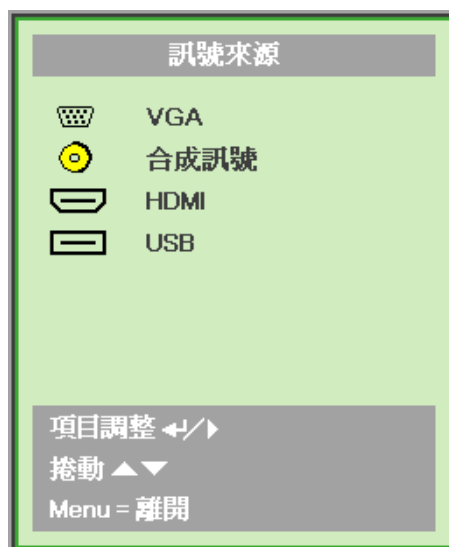 訊號來源
VGA
合成訊號
HDMI
USB
項目調整 ↵/▶
捲動 ▲▼
Menu = 離開